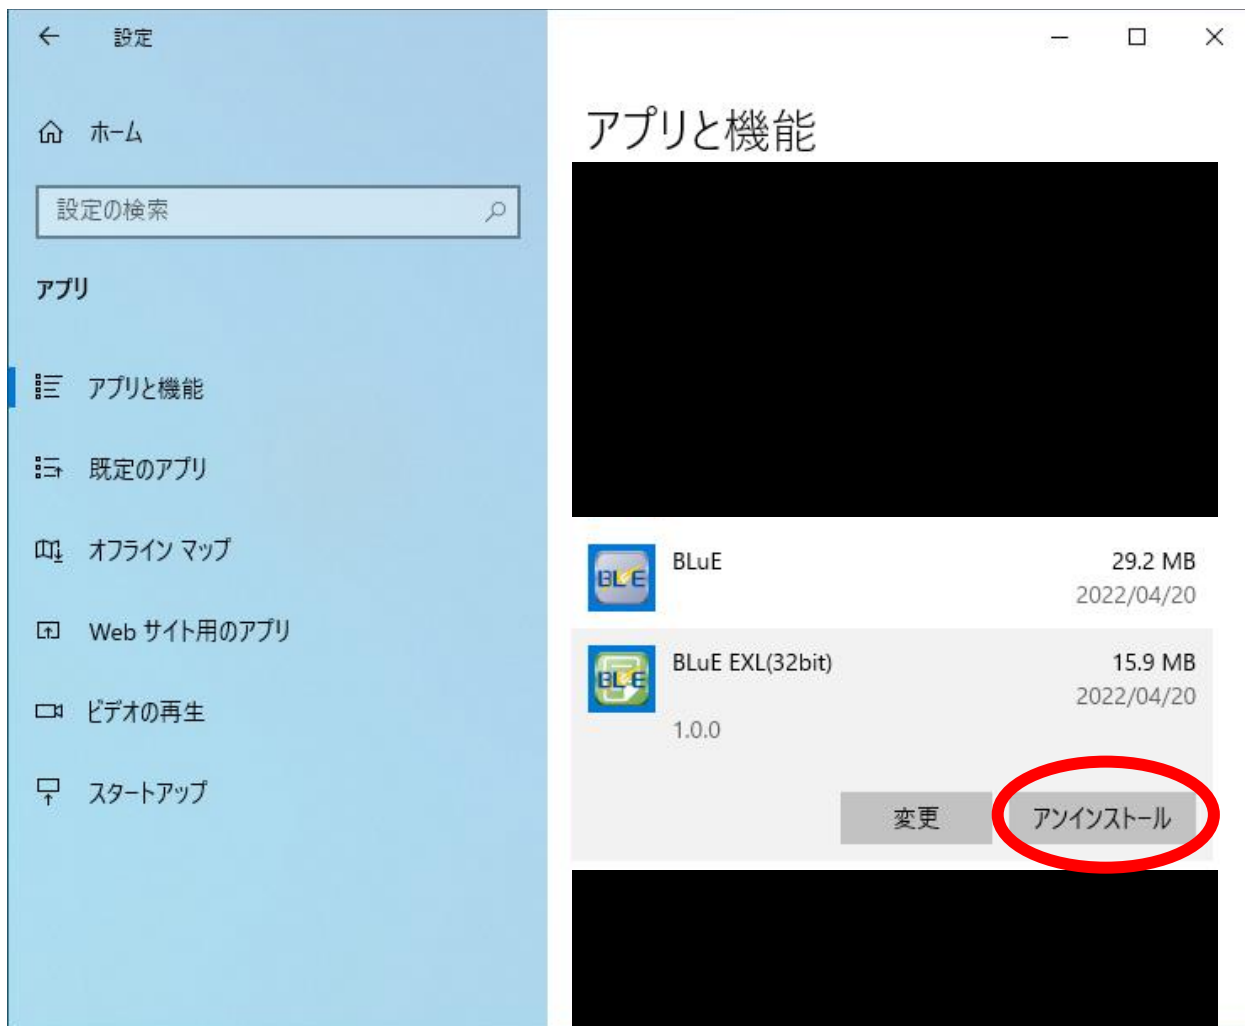 設定
ホーム
設定の検索
アプリ
アプリと機能
既定のアプリ
オフライン マップ
Web サイト用のアプリ
ビデオの再生
スタートアップ
アプリと機能
BLuE
BLuE 29.2 MB
2022/04/20
BLuE
BLuE EXL(32bit) 15.9 MB
2022/04/20
1.0.0
変更 アンインストール